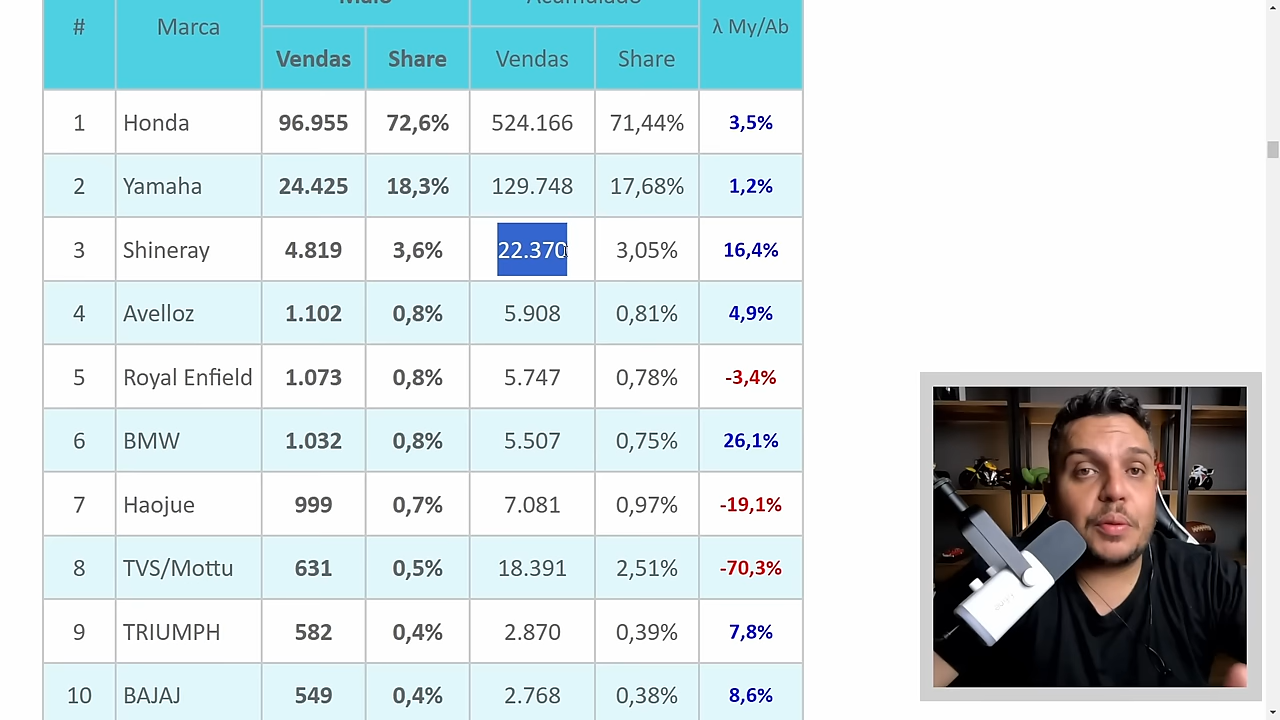 # Marca Maio Acumulado λ My/Ab
Vendas Share Vendas Share
1 Honda 96.955 72,6% 524.166 71,44% 3,5%
2 Yamaha 24.425 18,3% 129.748 17,68% 1,2%
3 Shineray 4.819 3,6% 22.370 3,05% 16,4%
4 Avelloz 1.102 0,8% 5.908 0,81% 4,9%
5 Royal Enfield 1.073 0,8% 5.747 0,78% -3,4%
6 BMW 1.032 0,8% 5.507 0,75% 26,1%
7 Haojue 999 0,7% 7.081 0,97% -19,1%
8 TVS/Mottu 631 0,5% 18.391 2,51% -70,3%
9 TRIUMPH 582 0,4% 2.870 0,39% 7,8%
10 BAJAJ 549 0,4% 2.768 0,38% 8,6%